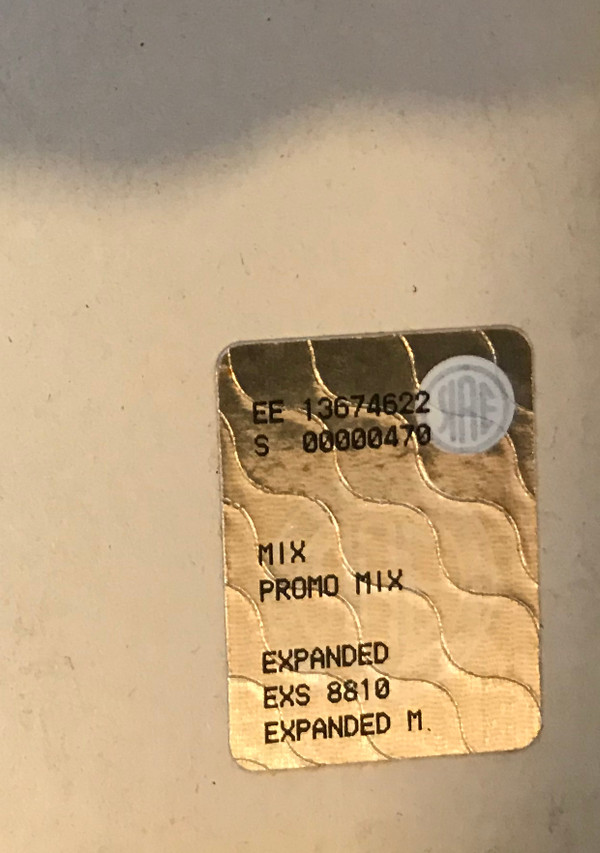 EE 13674622
S 00000470
MIX
PROMO MIX
EXPANDED
EXS 8810
EXPANDED M.